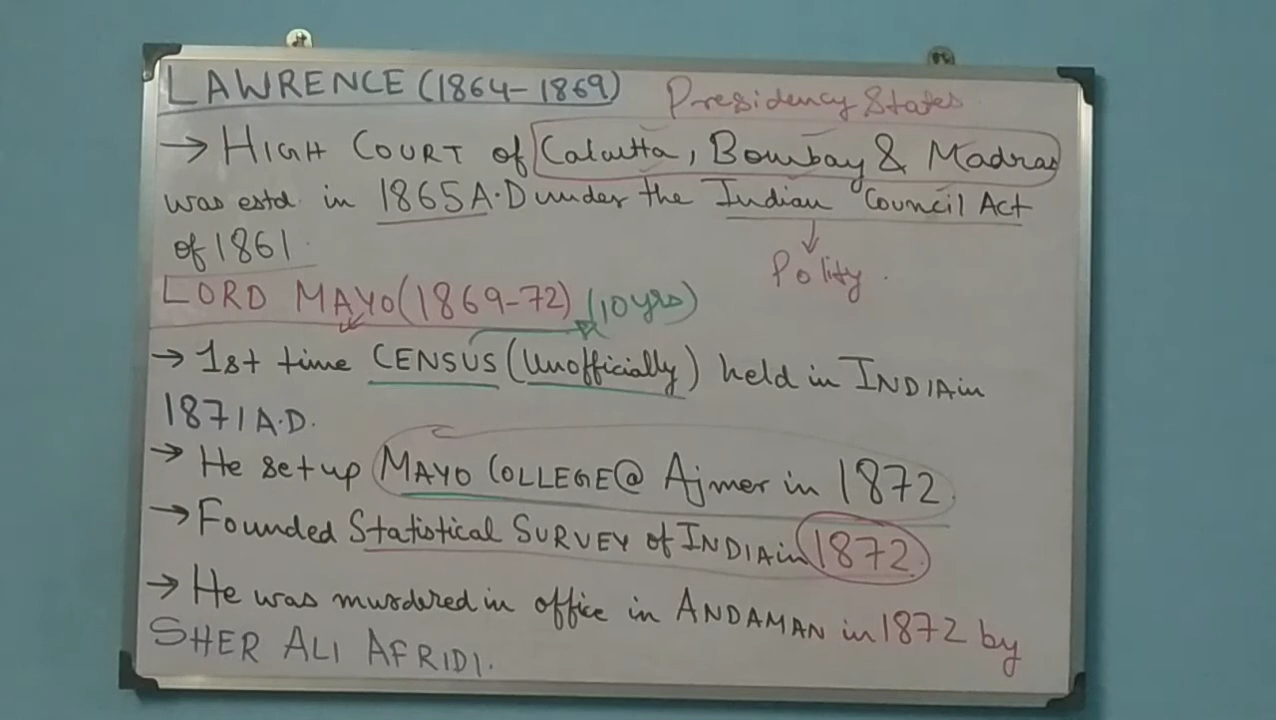 LAWRENCE (1864-1869) Presidency States
→ HIGH COURT of Calcutta, Bombay & Madras
was estd. in 1865 A.D under the Indian Council Act
of 1861.
Polity.
LORD MAYO (1869-72) (10 yrs)
→ 1st time CENSUS (Unofficially) held in INDIA in
1871 A.D.
→ He set up MAYO COLLEGE @ Ajmer in 1872
→ Founded Statistical SURVEY of INDIA in 1872.
→ He was murdered in office in ANDAMAN in 1872 by
SHER ALI AFRIDI.